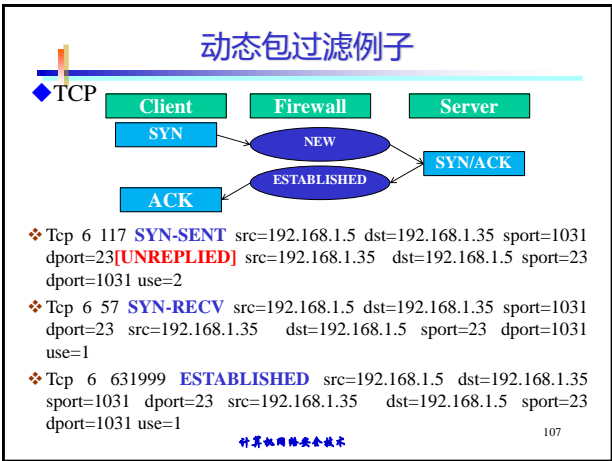 动态包过滤例子
TCP
Client Firewall Server
SYN
NEW
SYN/ACK
ESTABLISHED
ACK
Tcp 6 117 SYN-SENT src=192.168.1.5 dst=192.168.1.35 sport=1031
dport=23[UNREPLIED] src=192.168.1.35 dst=192.168.1.5 sport=23
dport=1031 use=2
Tcp 6 57 SYN-RECV src=192.168.1.5 dst=192.168.1.35 sport=1031
dport=23 src=192.168.1.35 dst=192.168.1.5 sport=23 dport=1031
use=1
Tcp 6 631999 ESTABLISHED src=192.168.1.5 dst=192.168.1.35
sport=1031 dport=23 src=192.168.1.35 dst=192.168.1.5 sport=23
dport=1031 use=1
计算机网络安全技术
107